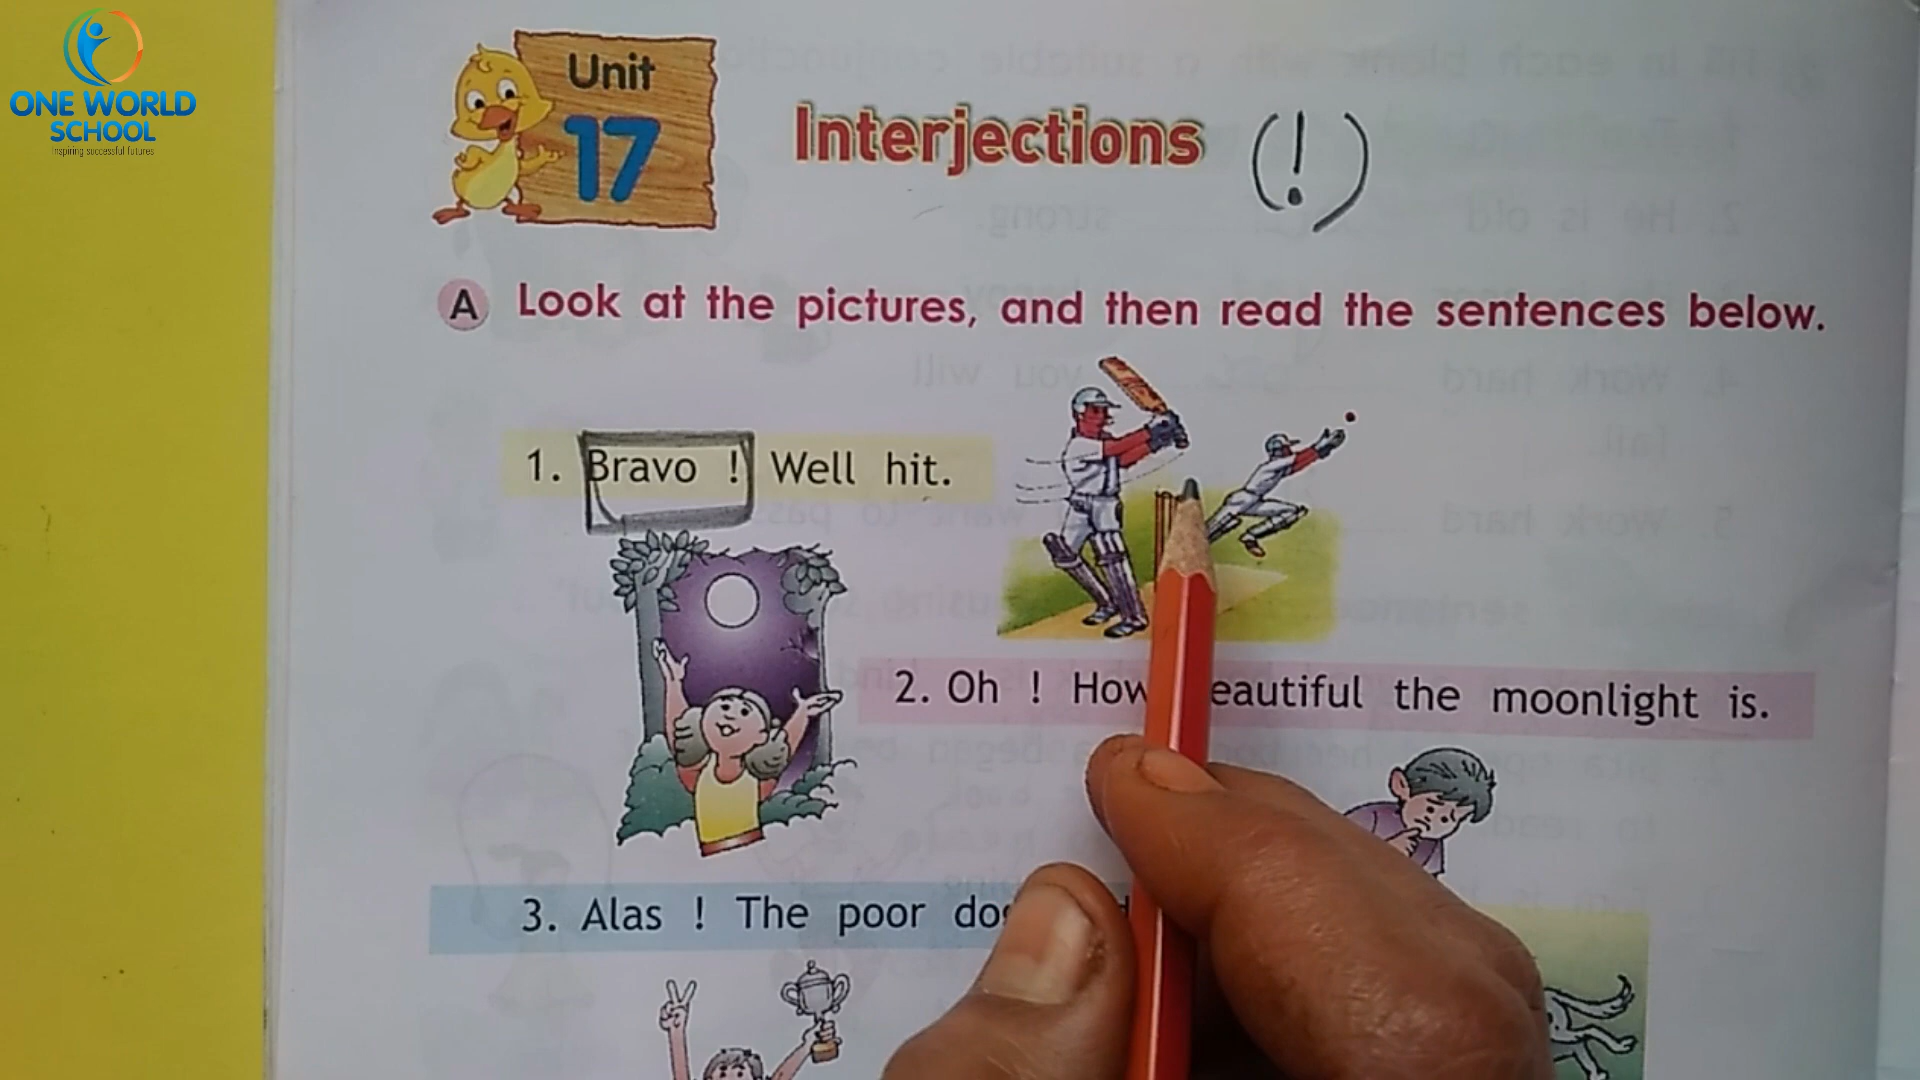 ONE WORLD
SCHOOL
Inspiring successful futures
Unit
17
Interjections (!)
A Look at the pictures, and then read the sentences below.
1. Bravo ! Well hit.
2. Oh ! How eautiful the moonlight is.
3. Alas ! The poor